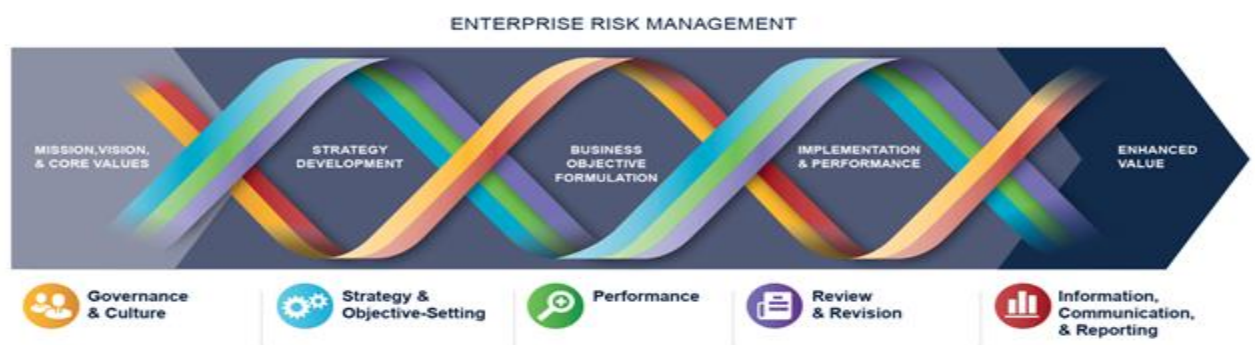 ENTERPRISE RISK MANAGEMENT
MISSION,VISION,
& CORE VALUES
STRATEGY
DEVELOPMENT
BUSINESS
OBJECTIVE
FORMULATION
IMPLEMENTATION
& PERFORMANCE
ENHANCED
VALUE
Governance
& Culture
Strategy &
Objective-Setting
Performance
Review
& Revision
Information,
Communication,
& Reporting